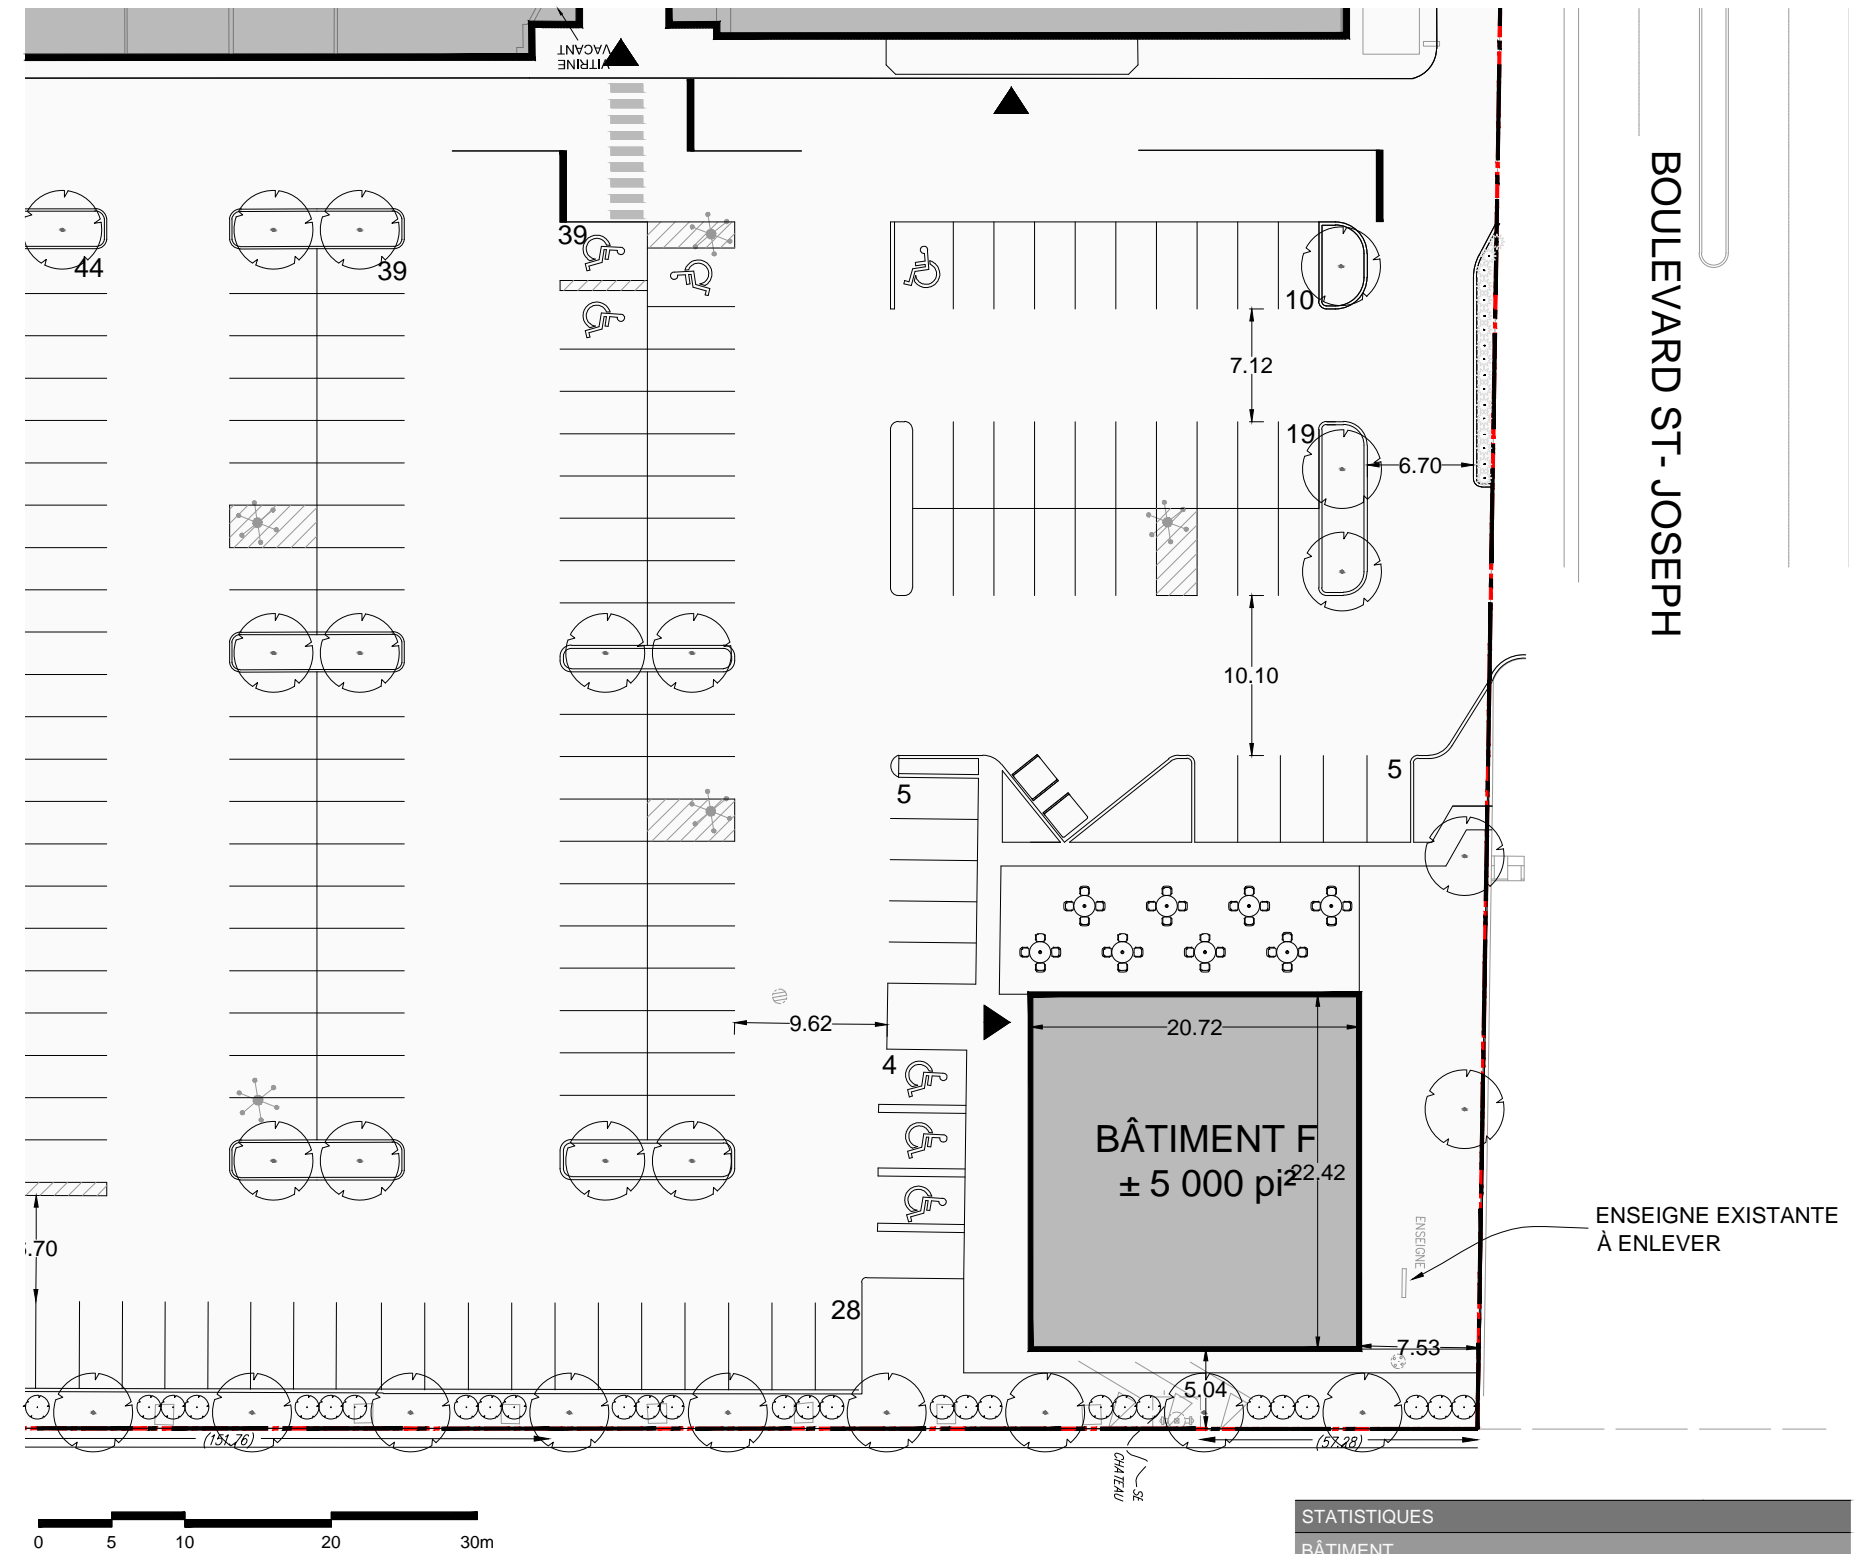 VITRINE
VACANT
BOULEVARD ST- JOSEPH
44
39
39
10
7.12
19
6.70
10.10
5
5
9.62
4
20.72
BÂTIMENT F
± 5 000 pi²
22.42
ENSEIGNE
ENSEIGNE EXISTANTE
À ENLEVER
.70
28
7.53
5.04
(151.76)
(57.28)
SE
CHATEAU
0 5 10 20 30m
STATISTIQUES
BÂTIMENT